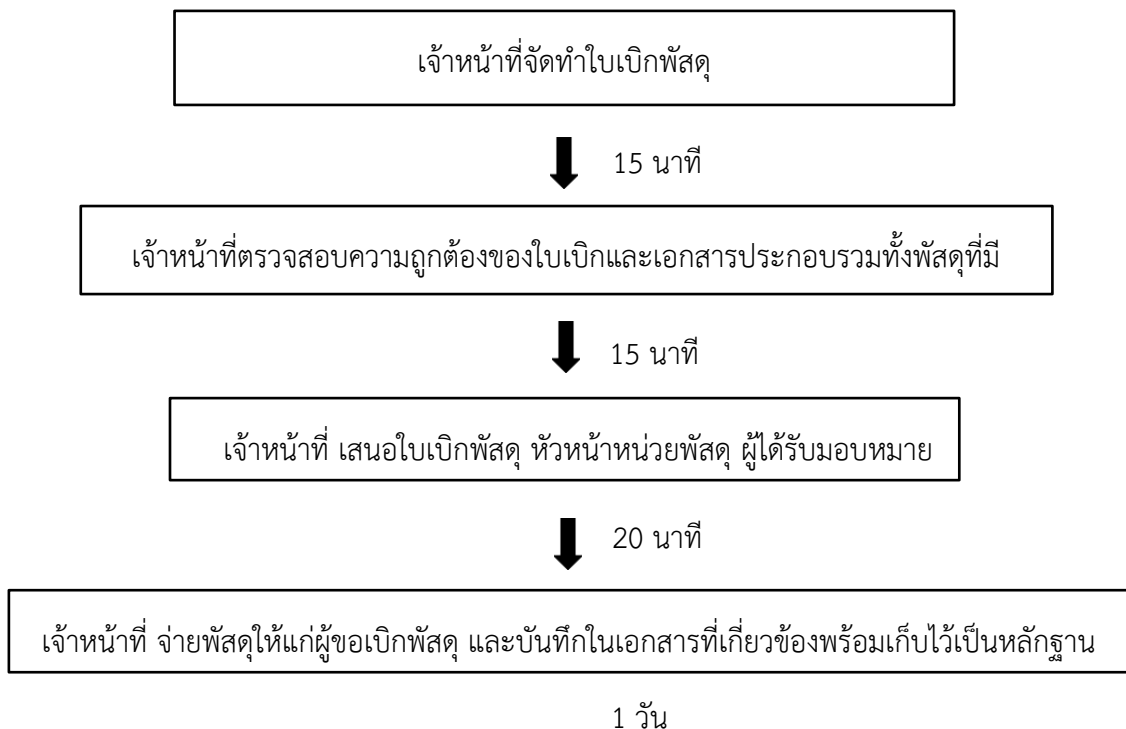 เจ้าหน้าที่จัดทำใบเบิกพัสดุ
15 นาที
เจ้าหน้าที่ตรวจสอบความถูกต้องของใบเบิกและเอกสารประกอบรวมทั้งพัสดุที่มี
15 นาที
เจ้าหน้าที่ เสนอใบเบิกพัสดุ หัวหน้าหน่วยพัสดุ ผู้ได้รับมอบหมาย
20 นาที
เจ้าหน้าที่ จ่ายพัสดุให้แก่ผู้ขอเบิกพัสดุ และบันทึกในเอกสารที่เกี่ยวข้องพร้อมเก็บไว้เป็นหลักฐาน
1 วัน